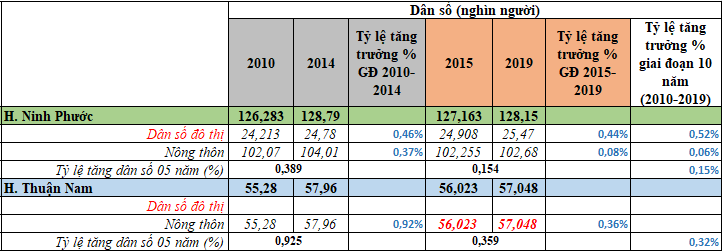 Dân số (nghìn người)
2010 2014 Tỷ lệ tăng trưởng % GĐ 2010-2014 2015 2019 Tỷ lệ tăng trưởng % GĐ 2015-2019 Tỷ lệ tăng trưởng % giai đoạn 10 năm (2010-2019)
H. Ninh Phước 126,283 128,79 127,163 128,15
Dân số đô thị 24,213 24,78 0,46% 24,908 25,47 0,44% 0,52%
Nông thôn 102,07 104,01 0,37% 102,255 102,68 0,08% 0,06%
Tỷ lệ tăng dân số 05 năm (%) 0,389 0,154 0,15%
H. Thuận Nam 55,28 57,96 56,023 57,048
Dân số đô thị
Nông thôn 55,28 57,96 0,92% 56,023 57,048 0,36%
Tỷ lệ tăng dân số 05 năm (%) 0,925 0,359 0,32%